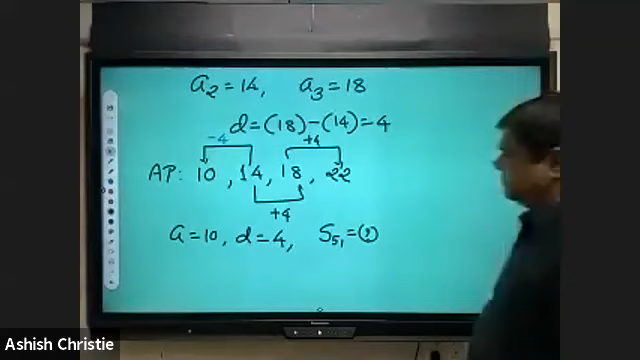 a₂ = 14, a₃ = 18
d = (18) - (14) = 4
-4 +4
AP: 10, 14, 18, 22
+4
a = 10, d = 4, S₅₁ = (?)
Ashish Christie